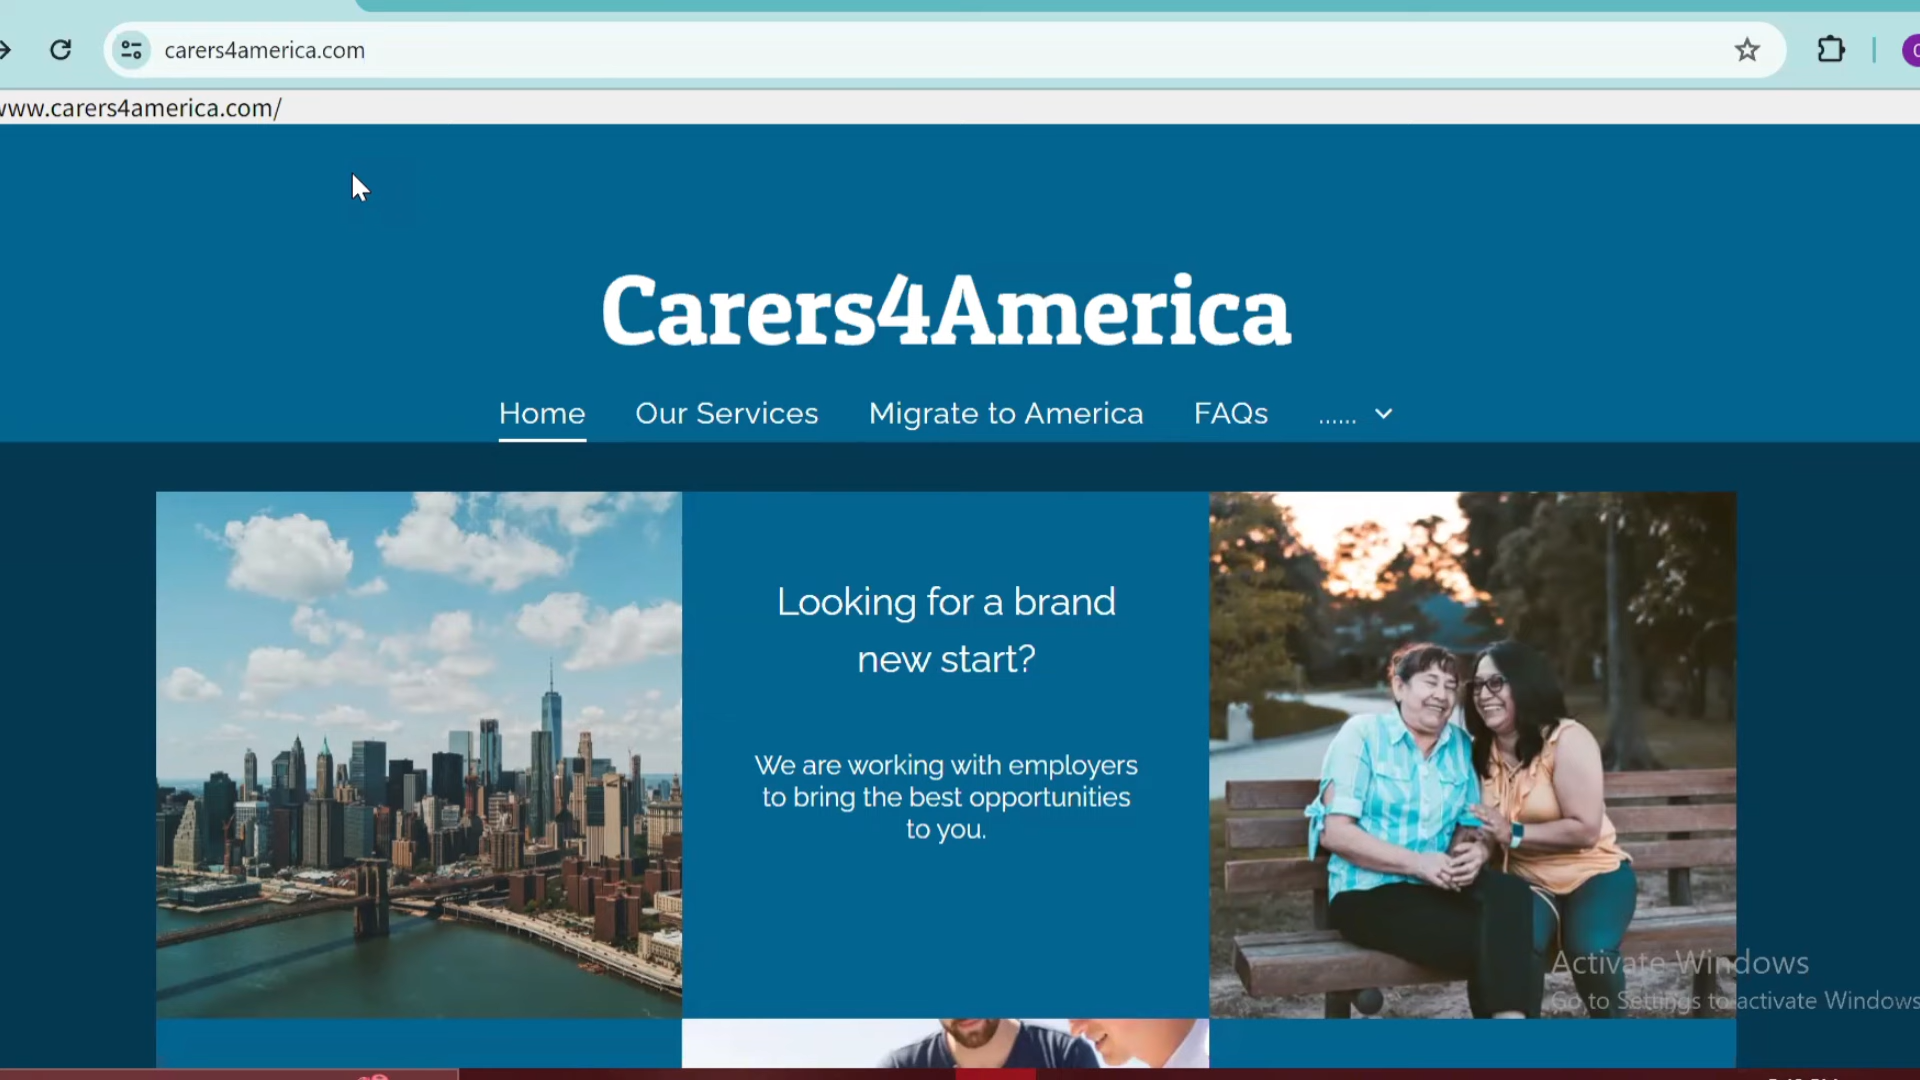 carers4america.com
www.carers4america.com/
Carers4America
Home Our Services Migrate to America FAQs ......
Looking for a brand
new start?
We are working with employers
to bring the best opportunities
to you.
Activate Windows
Go to Settings to activate Windows